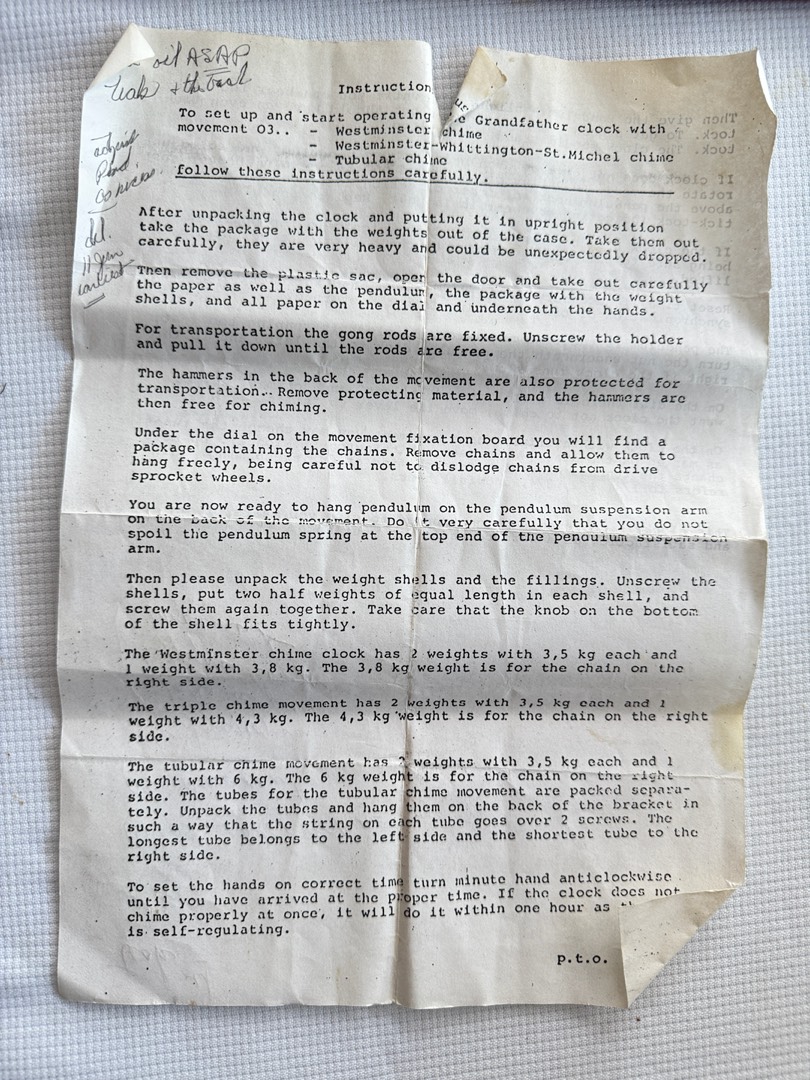 oil ASAP
& the
adjust
Instruction
To set up and start operating the Grandfather clock with
movement 03.. - Westminster chime
- Westminster-Whittington-St.Michel chime
- Tubular chime
follow these instructions carefully.
After unpacking the clock and putting it in upright position
take the package with the weights out of the case. Take them out
carefully, they are very heavy and could be unexpectedly dropped.
Then remove the plastic sac, open the door and take out carefully
the paper as well as the pendulum, the package with the weight
shells, and all paper on the dial and underneath the hands.
For transportation the gong rods are fixed. Unscrew the holder
and pull it down until the rods are free.
The hammers in the back of the movement are also protected for
transportation.. Remove protecting material, and the hammers are
then free for chiming.
Under the dial on the movement fixation board you will find a
package containing the chains. Remove chains and allow them to
hang freely, being careful not to dislodge chains from drive
sprocket wheels.
You are now ready to hang pendulum on the pendulum suspension arm
on the back of the movement. Do it very carefully that you do not
spoil the pendulum spring at the top end of the pendulum suspension
arm.
Then please unpack the weight shells and the fillings. Unscrew the
shells, put two half weights of equal length in each shell, and
screw them again together. Take care that the knob on the bottom
of the shell fits tightly.
The Westminster chime clock has 2 weights with 3,5 kg each and
1 weight with 3,8 kg. The 3,8 kg weight is for the chain on the
right side.
The triple chime movement has 2 weights with 3,5 kg each and 1
weight with 4,3 kg. The 4,3 kg weight is for the chain on the right
side.
The tubular chime movement has 2 weights with 3,5 kg each and 1
weight with 6 kg. The 6 kg weight is for the chain on the right
side. The tubes for the tubular chime movement are packed separa-
tely. Unpack the tubes and hang them on the back of the bracket in
such a way that the string on each tube goes over 2 screws. The
longest tube belongs to the left side and the shortest tube to the
right side.
To set the hands on correct time turn minute hand anticlockwise
until you have arrived at the proper time. If the clock does not
chime properly at once, it will do it within one hour as
is self-regulating.
p.t.o.